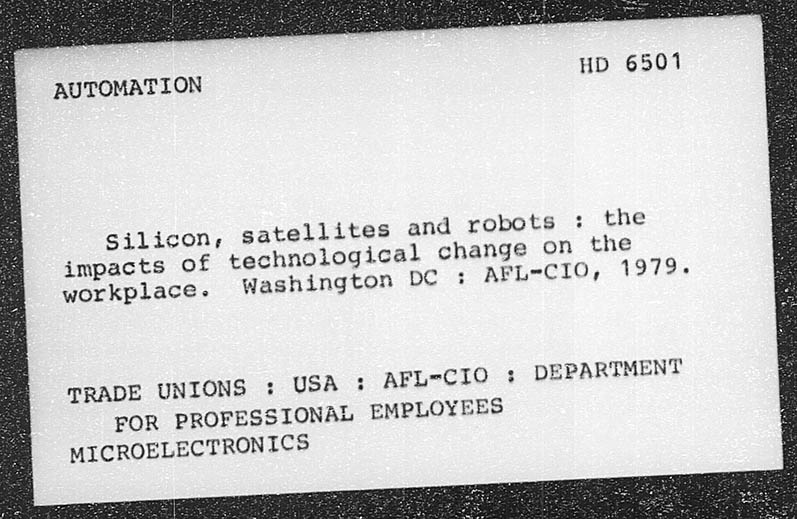 AUTOMATION
HD 6501
Silicon, satellites and robots : the
impacts of technological change on the
workplace. Washington DC : AFL-CIO, 1979.
TRADE UNIONS : USA : AFL-CIO : DEPARTMENT
FOR PROFESSIONAL EMPLOYEES
MICROELECTRONICS